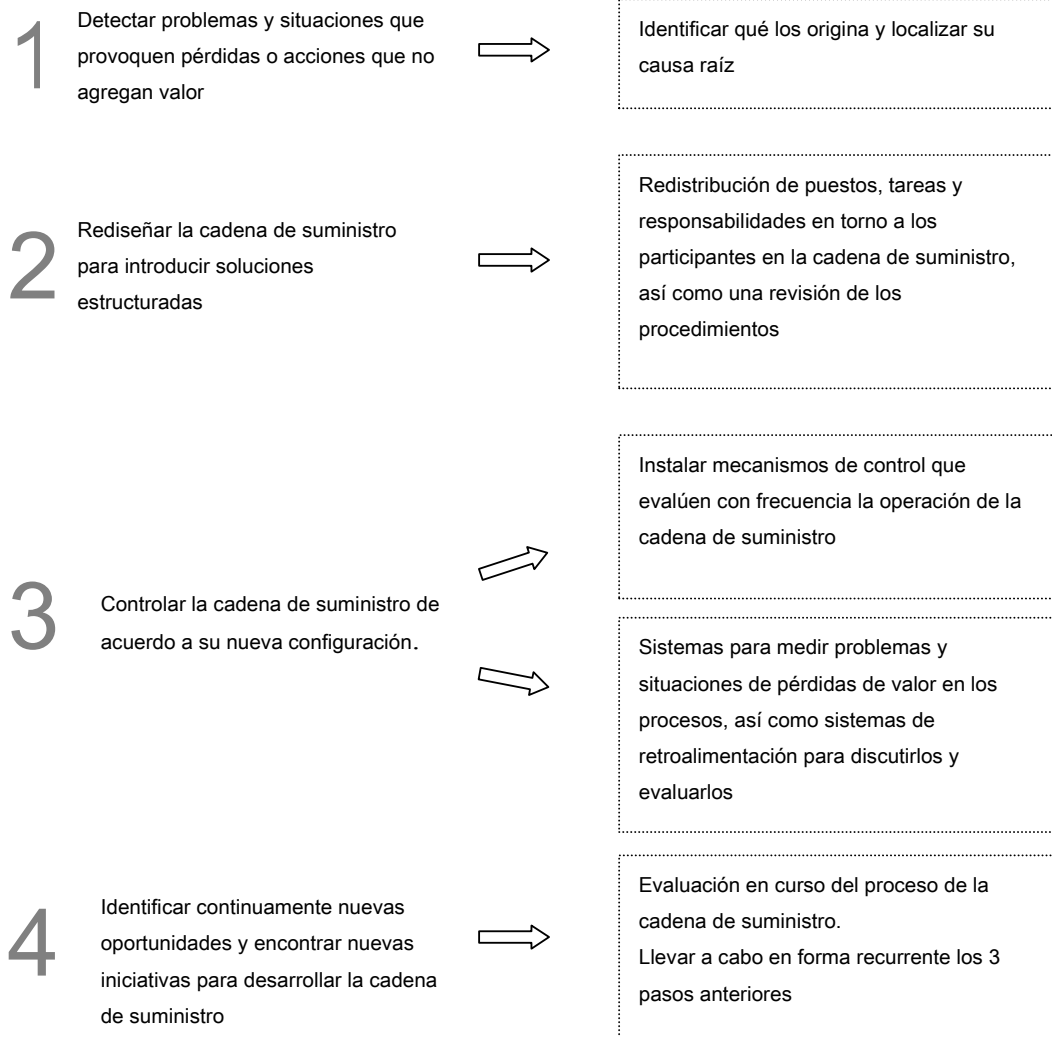 1
Detectar problemas y situaciones que
provoquen pérdidas o acciones que no
agregan valor
Identificar qué los origina y localizar su
causa raíz
2
Rediseñar la cadena de suministro
para introducir soluciones
estructuradas
Redistribución de puestos, tareas y
responsabilidades en torno a los
participantes en la cadena de suministro,
así como una revisión de los
procedimientos
3
Controlar la cadena de suministro de
acuerdo a su nueva configuración.
Instalar mecanismos de control que
evalúen con frecuencia la operación de la
cadena de suministro
Sistemas para medir problemas y
situaciones de pérdidas de valor en los
procesos, así como sistemas de
retroalimentación para discutirlos y
evaluarlos
4
Identificar continuamente nuevas
oportunidades y encontrar nuevas
iniciativas para desarrollar la cadena
de suministro
Evaluación en curso del proceso de la
cadena de suministro.
Llevar a cabo en forma recurrente los 3
pasos anteriores